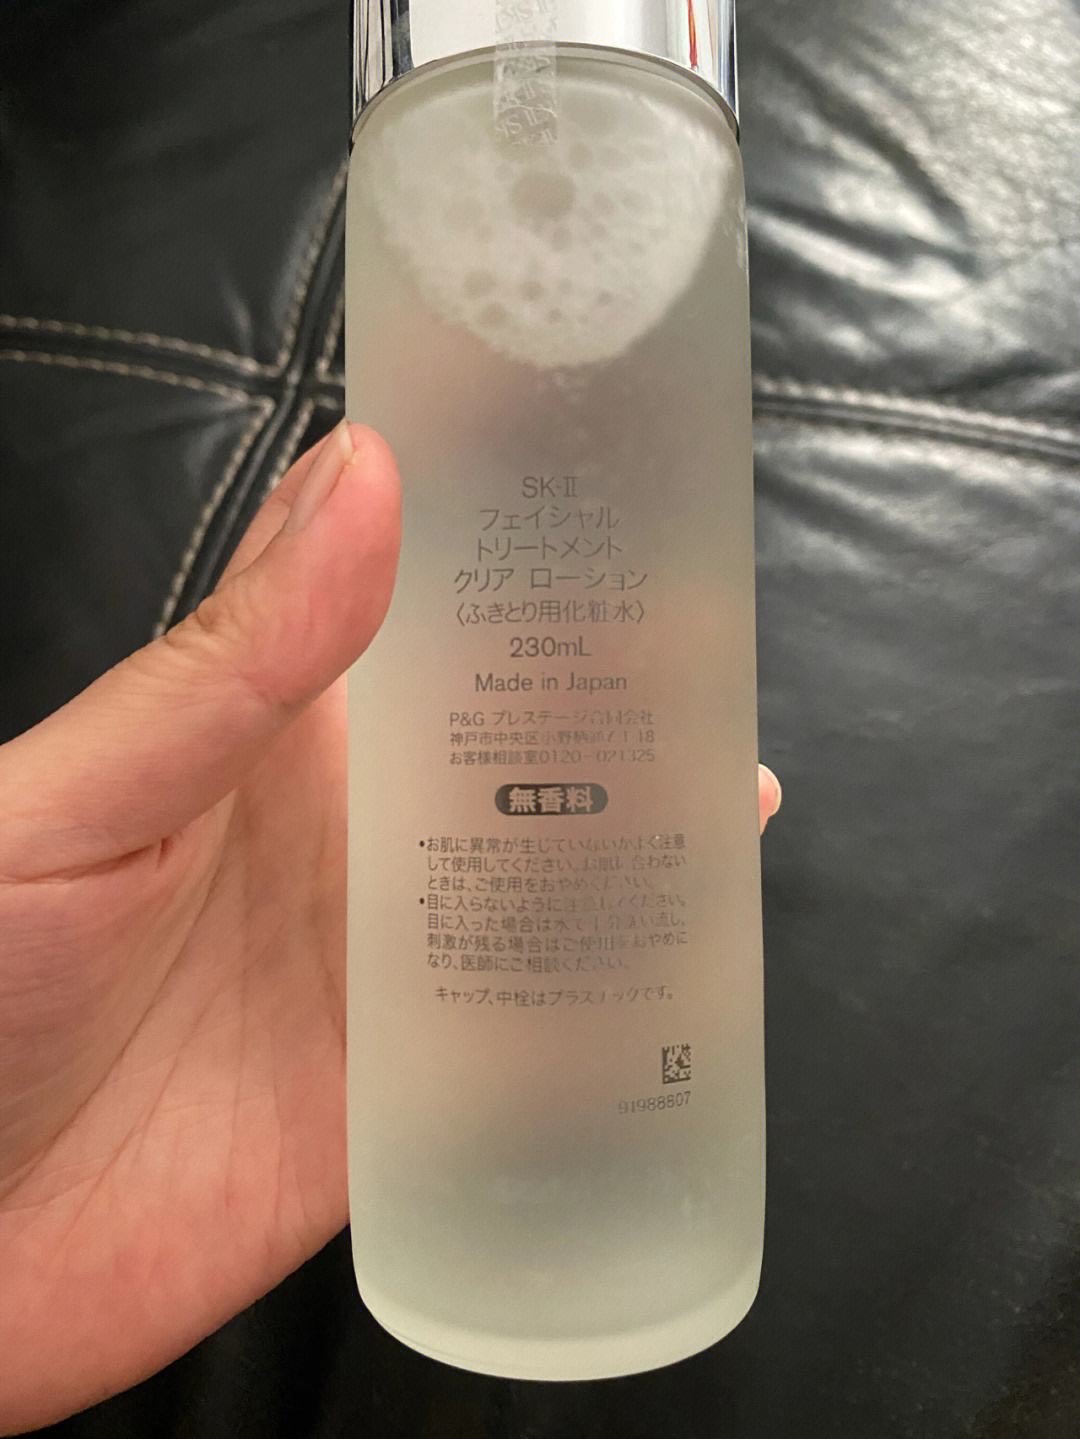 SK-II
フェイシャル
トリートメント
クリア ローション
〈ふきとり用化粧水〉
230mL
Made in Japan
P&G プレステージ合同会社
神戸市中央区小野柄通7-1-18
お客様相談室0120-021325
無香料
•お肌に異常が生じていないかよく注意
して使用してください。お肌に合わない
ときは、ご使用をおやめください。
•目に入らないように注意してください。
目に入った場合は水で十分洗い流し、
刺激が残る場合はご使用をおやめに
なり、医師にご相談ください。
キャップ、中栓はプラスチックです。
91988807